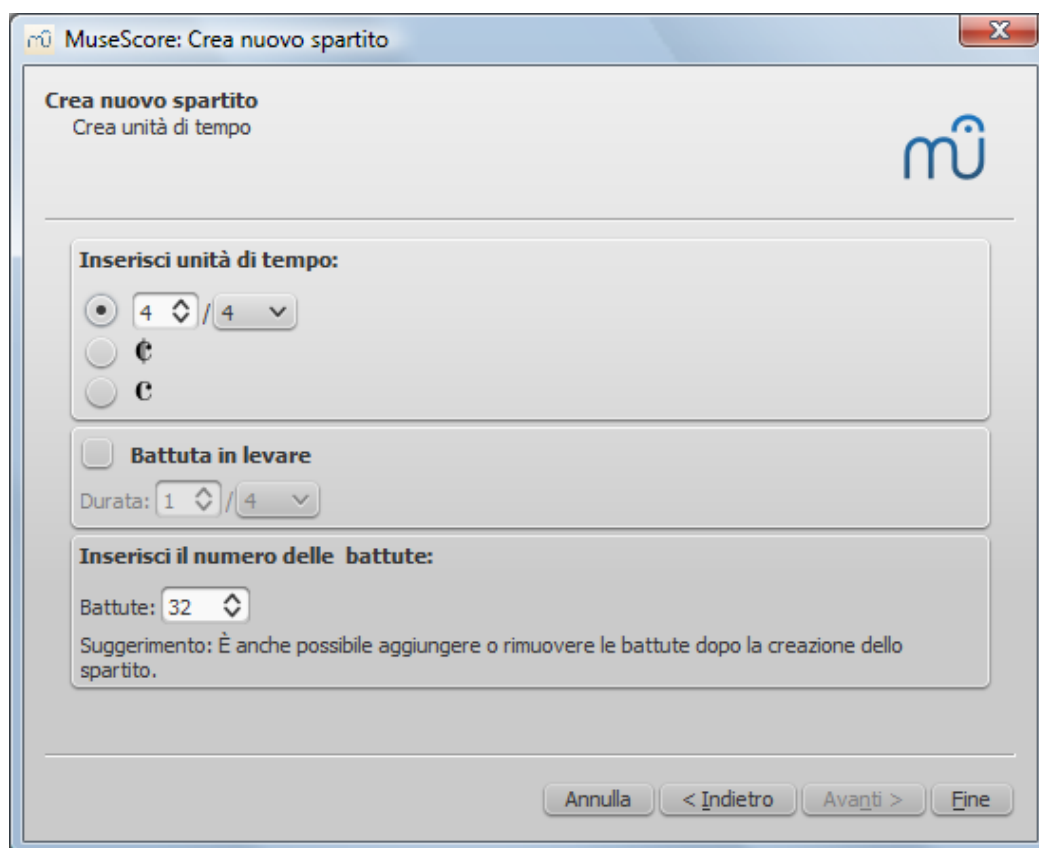 MuseScore: Crea nuovo spartito
Crea nuovo spartito
Crea unità di tempo
Inserisci unità di tempo:
4 / 4
¢
C
Battuta in levare
Durata: 1 / 4
Inserisci il numero delle  battute:
Battute: 32
Suggerimento: È anche possibile aggiungere o rimuovere le battute dopo la creazione dello
spartito.
Annulla < Indietro Avanti > Fine